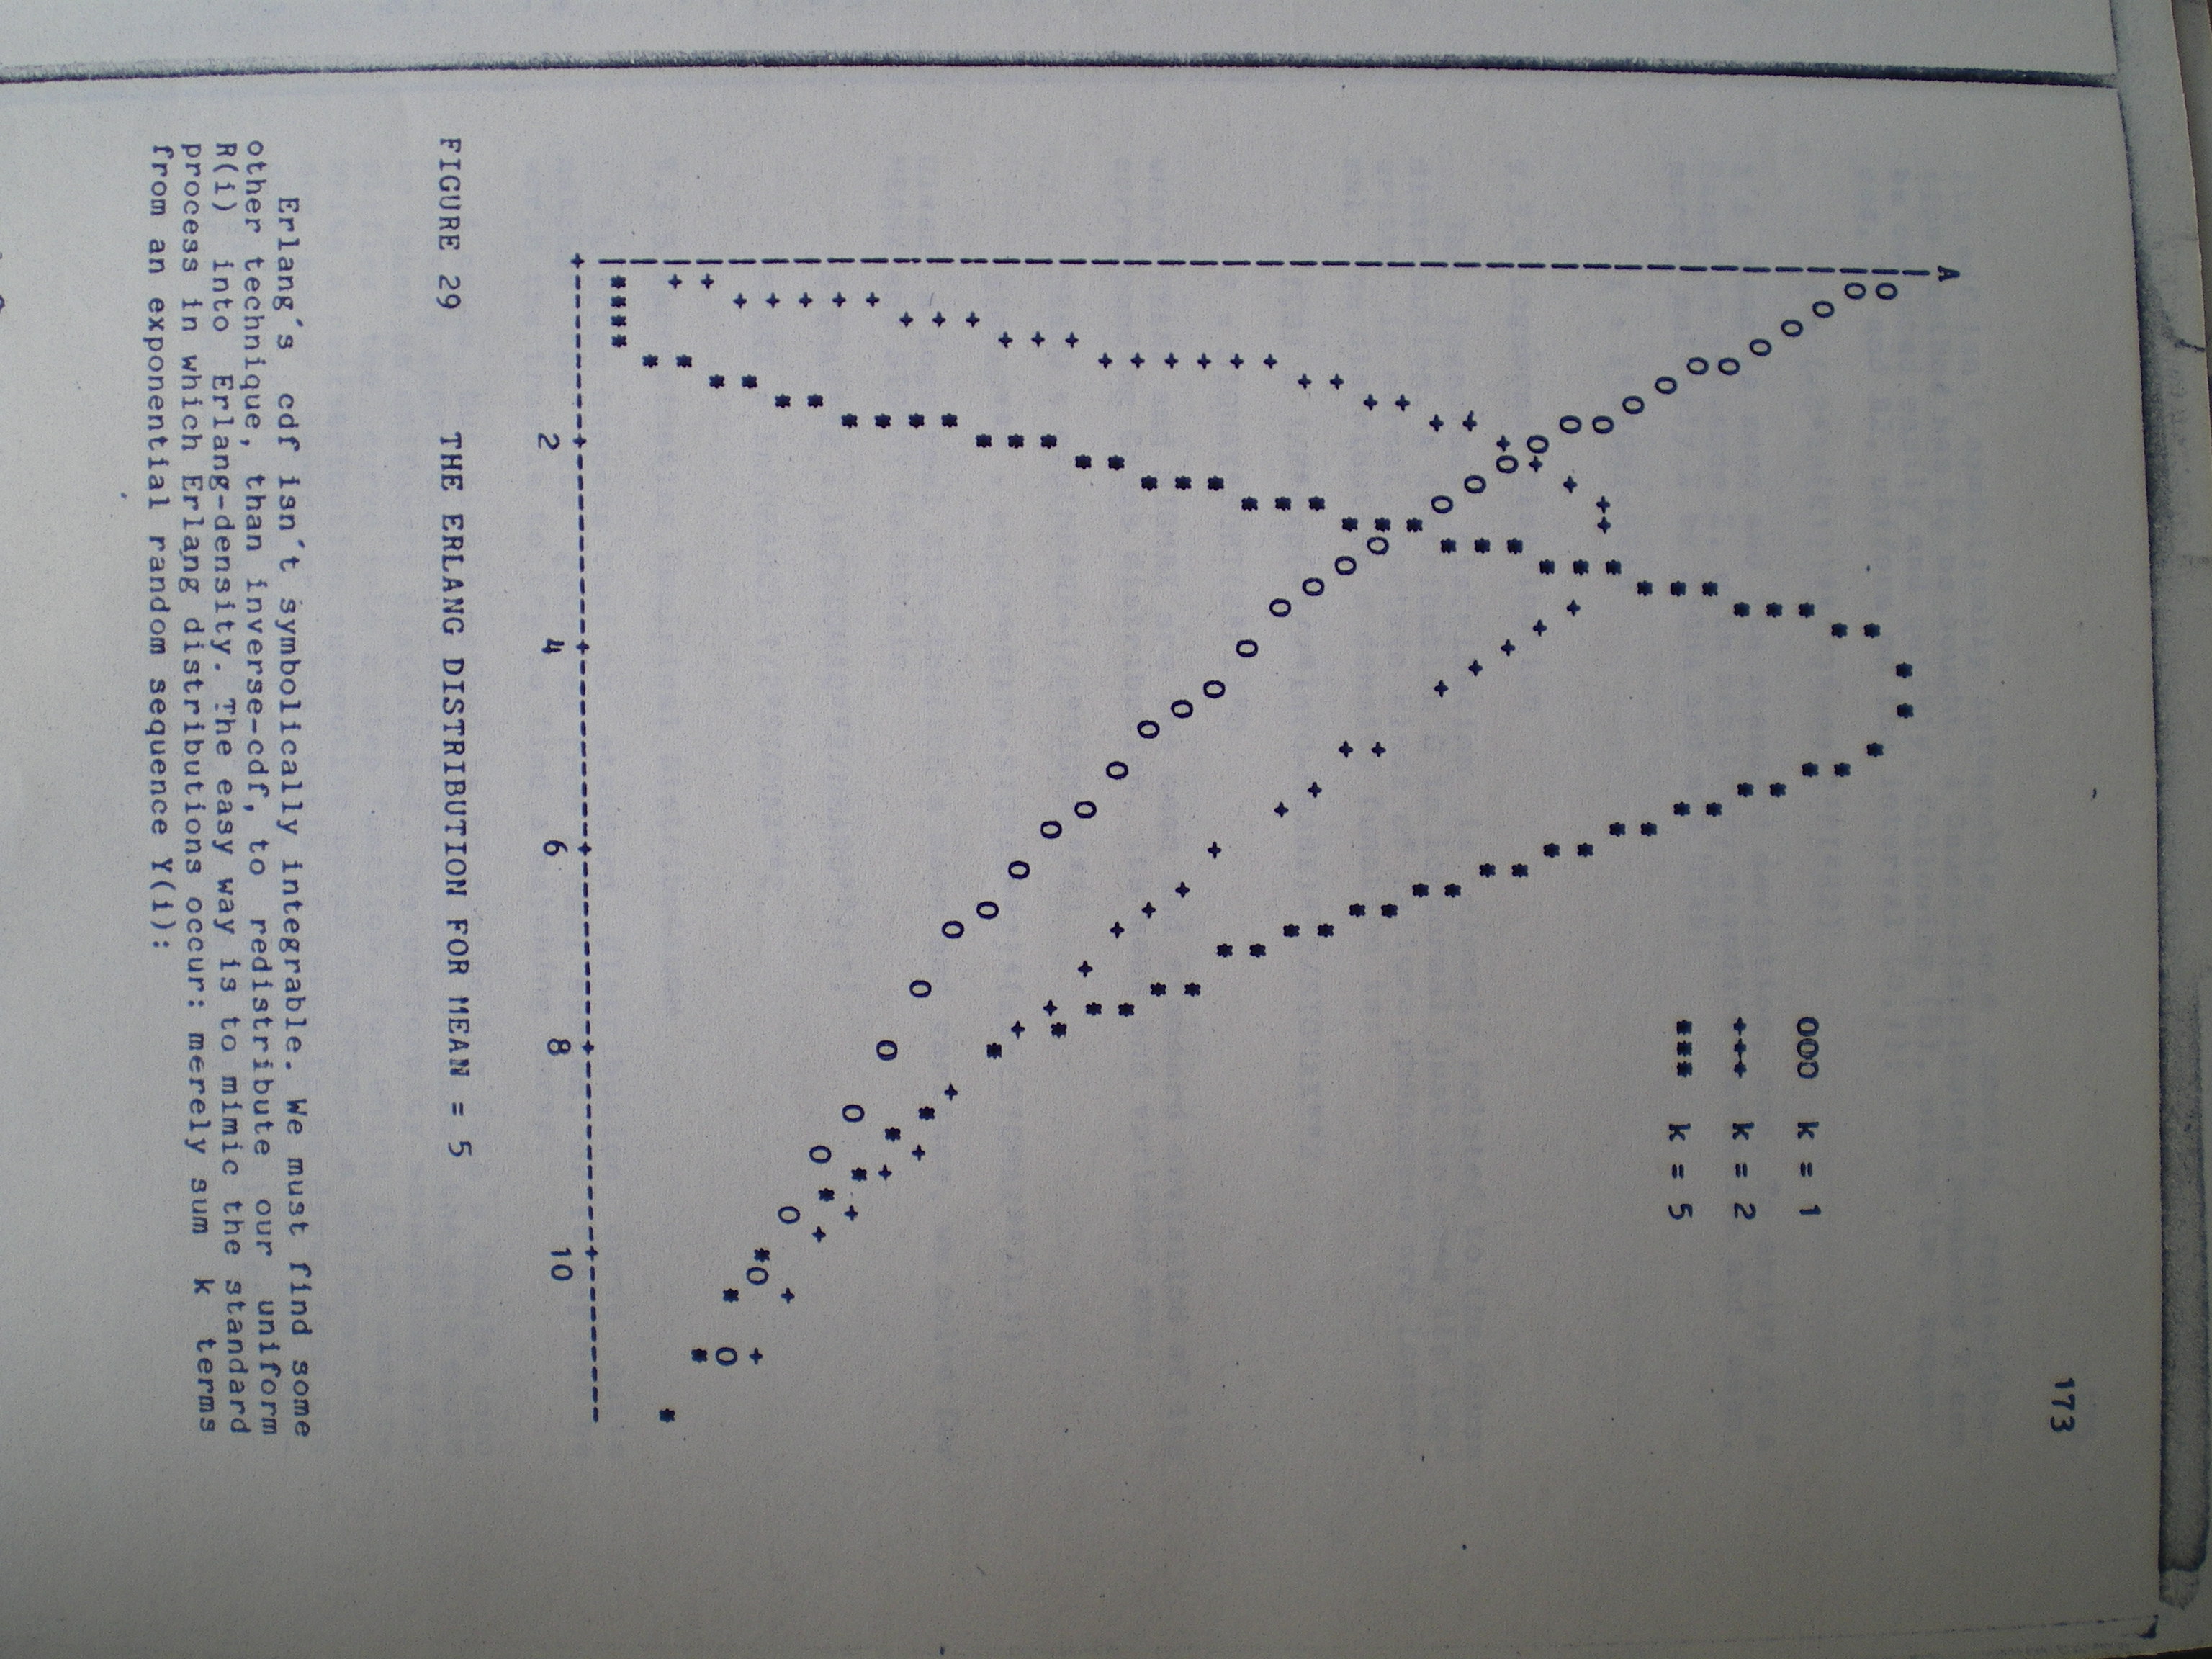 173
OOO k = 1
+++ k = 2
*** k = 5
2 4 6 8 10
FIGURE 29 THE ERLANG DISTRIBUTION FOR MEAN = 5
Erlang's cdf isn't symbolically integrable. We must find some
other technique, than inverse-cdf, to redistribute our uniform
R(i) into Erlang-density. The easy way is to mimic the standard
process in which Erlang distributions occur: merely sum k terms
from an exponential random sequence Y(i):